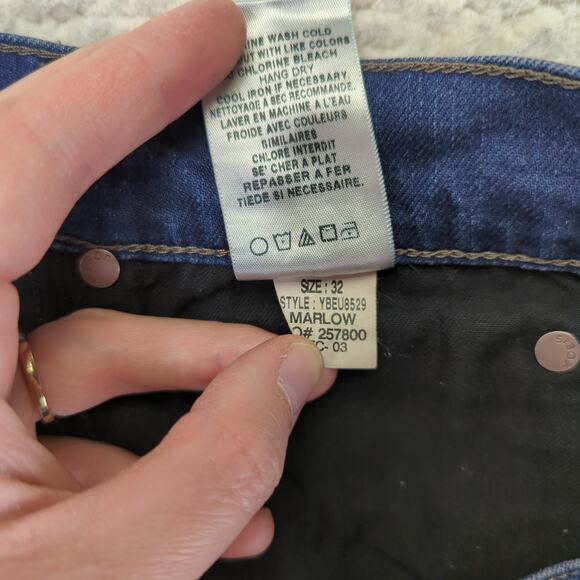 INE WASH COLD
UT WITH LIKE COLORS
CHLORINE BLEACH
HANG DRY
COOL IRON IF NECESSARY.
NETTOYAGE A SEC RECOMMANDE.
LAVER EN MACHINE A L'EAU
FROIDE AVEC COULEURS
SIMILAIRES
CHLORE INTERDIT
SE' CHER A PLAT
REPASSER A FER
TIEDE SI NECESSAIRE.
SIZE: 32
STYLE: YBEU8529
MARLOW
O# 257800
C- 03